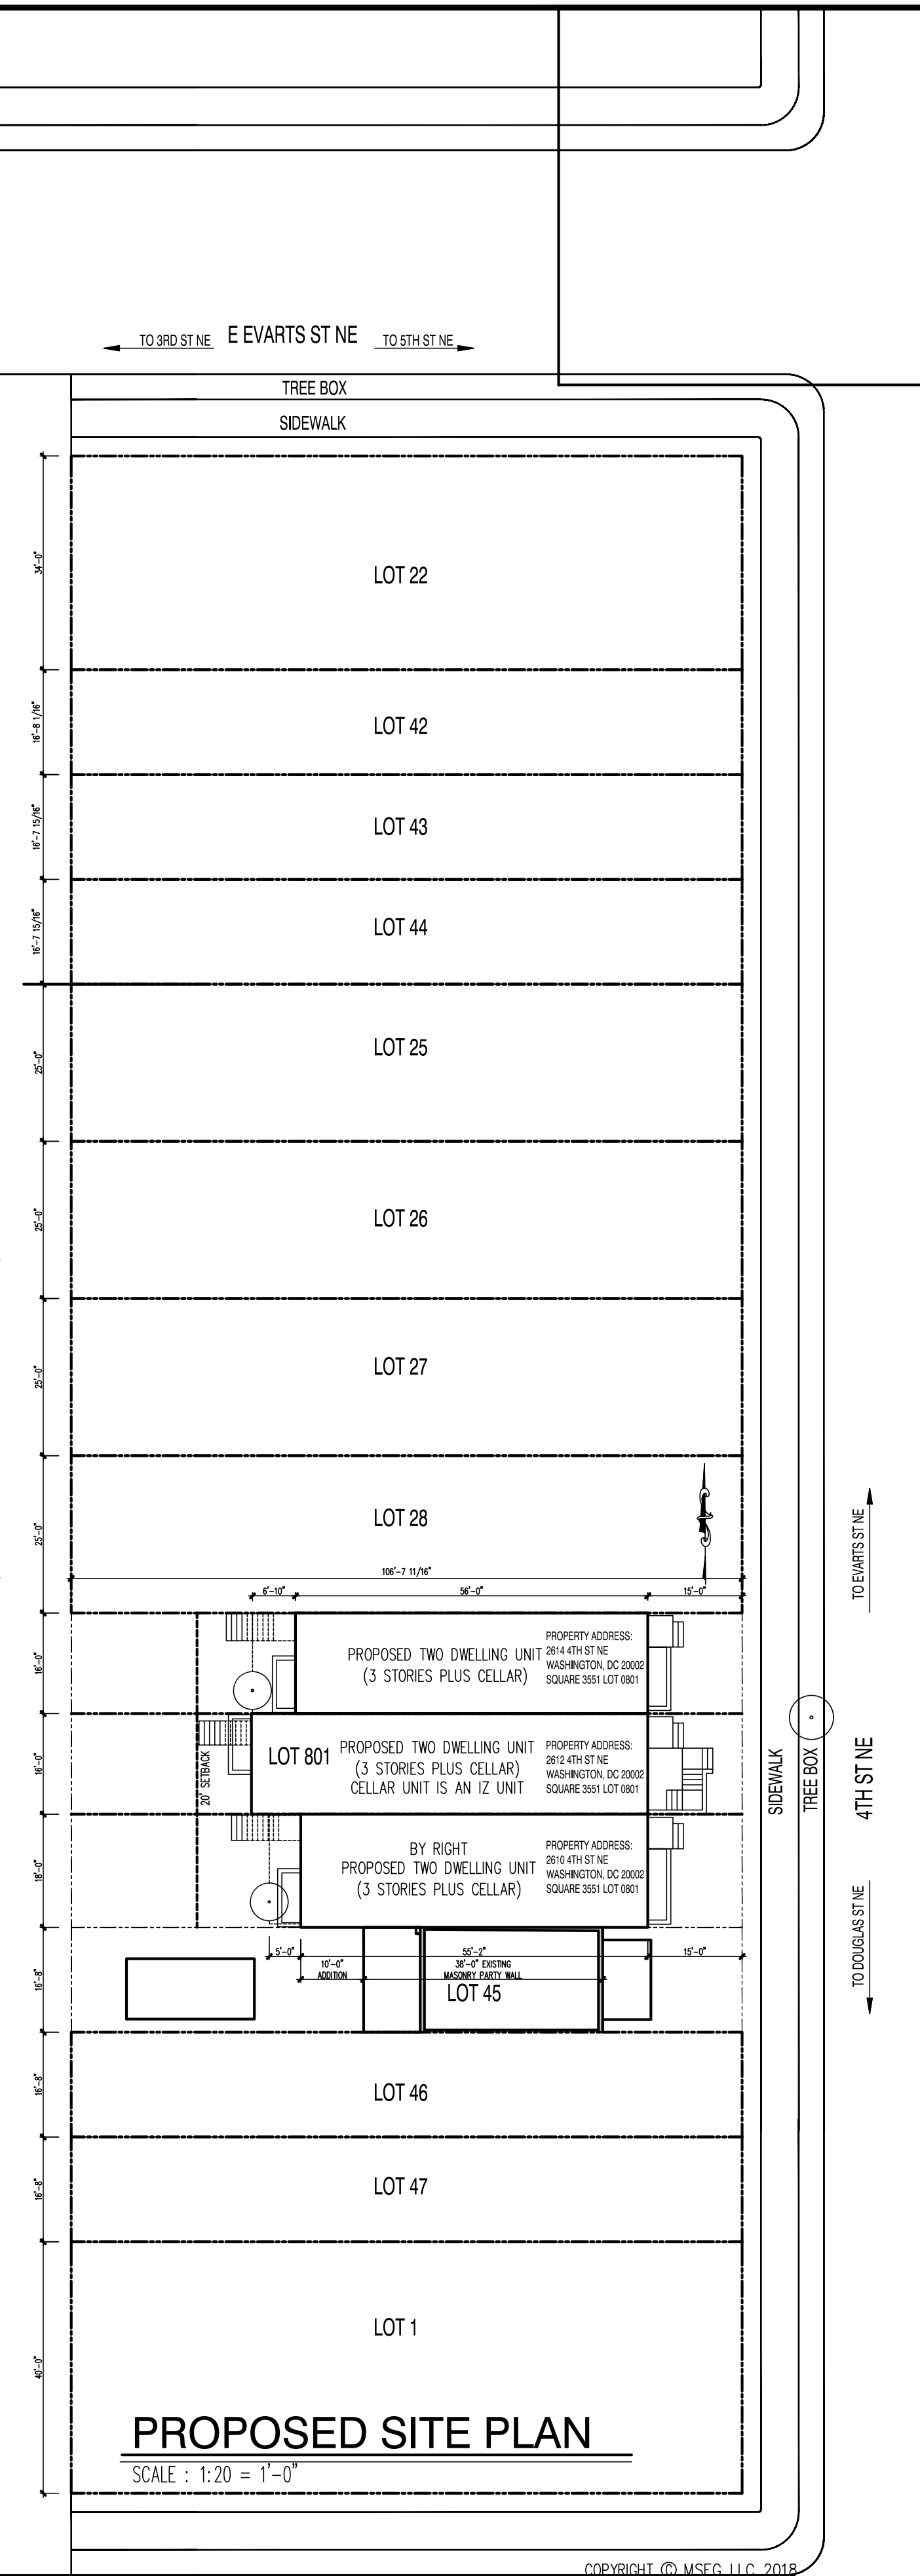 TO 3RD ST NE E EVARTS ST NE TO 5TH ST NE
TREE BOX
SIDEWALK
34'-0"
LOT 22
16'-8 1/16"
LOT 42
16'-7 15/16"
LOT 43
16'-7 15/16"
LOT 44
25'-0"
LOT 25
25'-0"
LOT 26
25'-0"
LOT 27
25'-0"
LOT 28
TO EVARTS ST NE
106'-7 11/16"
6'-10" 56'-0" 15'-0"
16'-0"
PROPOSED TWO DWELLING UNIT
(3 STORIES PLUS CELLAR)
PROPERTY ADDRESS:
2614 4TH ST NE
WASHINGTON, DC 20002
SQUARE 3551 LOT 0801
16'-0"
20' SETBACK
LOT 801
PROPOSED TWO DWELLING UNIT
(3 STORIES PLUS CELLAR)
CELLAR UNIT IS AN IZ UNIT
PROPERTY ADDRESS:
2612 4TH ST NE
WASHINGTON, DC 20002
SQUARE 3551 LOT 0801
SIDEWALK
TREE BOX
4TH ST NE
18'-0"
BY RIGHT
PROPOSED TWO DWELLING UNIT
(3 STORIES PLUS CELLAR)
PROPERTY ADDRESS:
2610 4TH ST NE
WASHINGTON, DC 20002
SQUARE 3551 LOT 0801
TO DOUGLAS ST NE
16'-8"
5'-0" 55'-2" 15'-0"
10'-0"
ADDITION
38'-0" EXISTING
MASONRY PARTY WALL
LOT 45
16'-8"
LOT 46
16'-8"
LOT 47
40'-0"
LOT 1
PROPOSED SITE PLAN
SCALE : 1:20 = 1'-0"
COPYRIGHT © MSEG LLC 2018